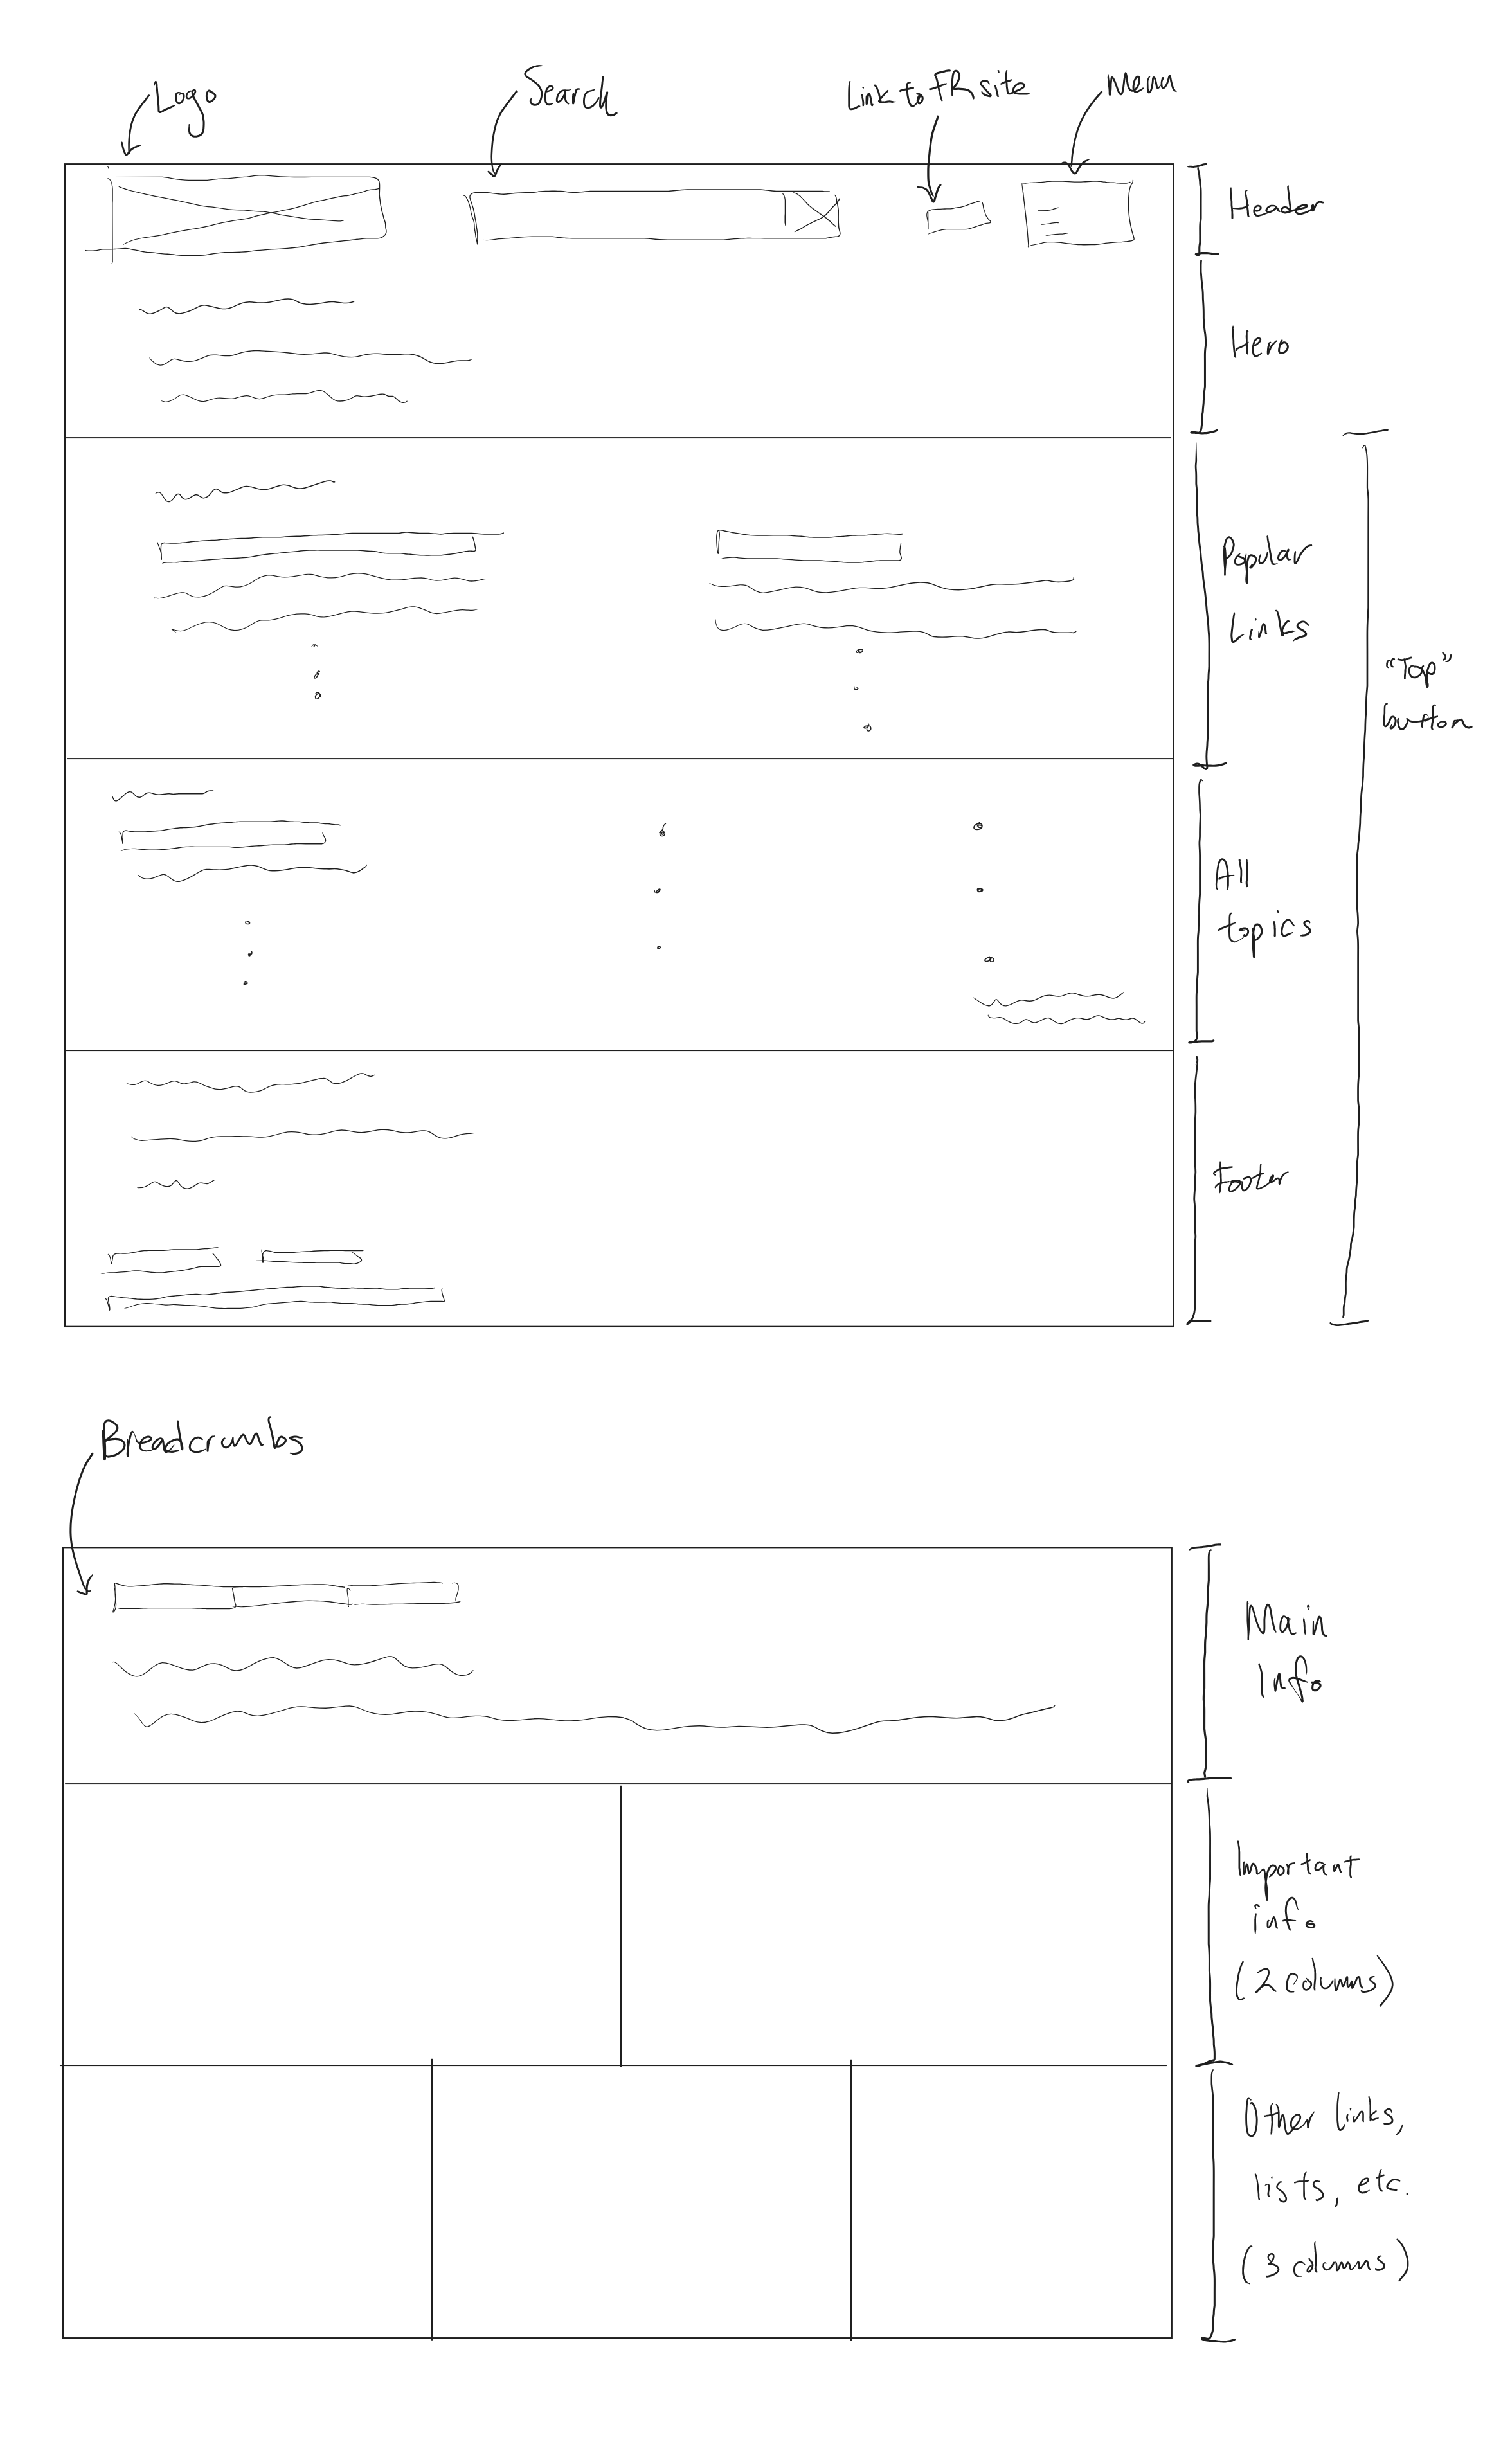 Logo
Search
Link to FR site
Menu
Header
Hero
Popular
Links
"Top"
button
All
topics
Footer
Breadcrumbs
Main
Info
Important
info
(2 columns)
Other links,
lists, etc.
(3 columns)